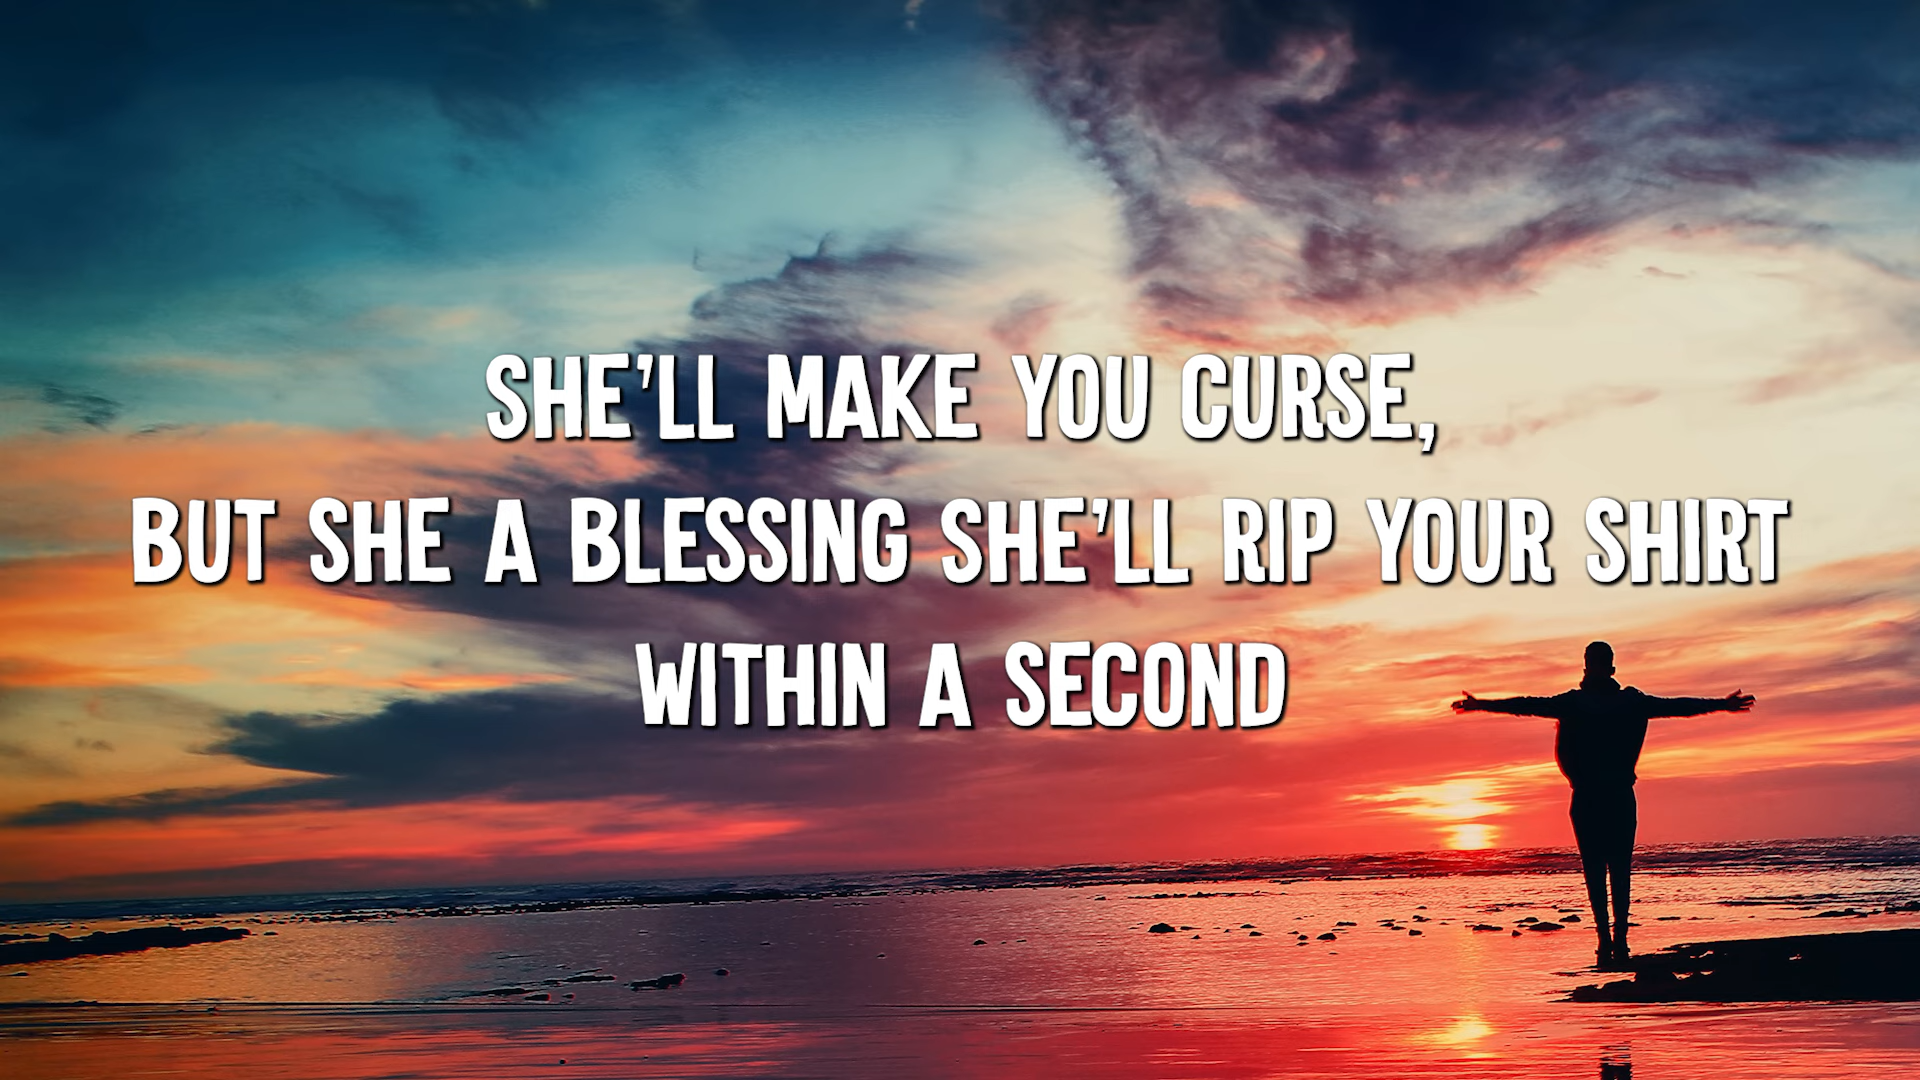 SHE'LL MAKE YOU CURSE,
BUT SHE A BLESSING SHE'LL RIP YOUR SHIRT
WITHIN A SECOND